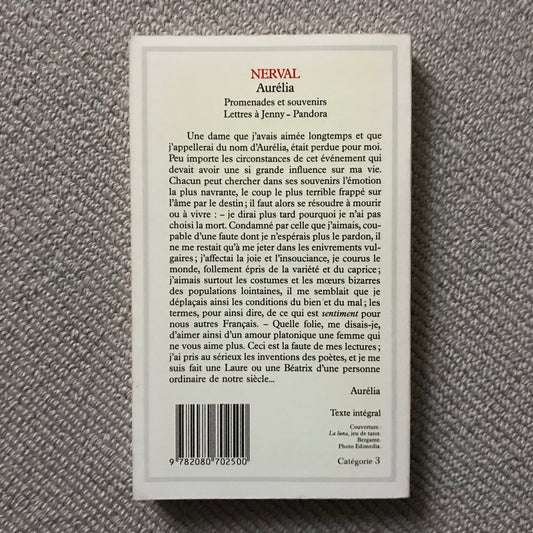 NERVAL
Aurélia
Promenades et souvenirs
Lettres à Jenny – Pandora
Une dame que j'avais aimée longtemps et que
j'appellerai du nom d'Aurélia, était perdue pour moi.
Peu importe les circonstances de cet événement qui
devait avoir une si grande influence sur ma vie.
Chacun peut chercher dans ses souvenirs l'émotion
la plus navrante, le coup le plus terrible frappé sur
l'âme par le destin ; il faut alors se résoudre à mourir
ou à vivre : – je dirai plus tard pourquoi je n'ai pas
choisi la mort. Condamné par celle que j'aimais, cou-
pable d'une faute dont je n'espérais plus le pardon, il
ne me restait qu'à me jeter dans les enivrements vul-
gaires ; j'affectai la joie et l'insouciance, je courus le
monde, follement épris de la variété et du caprice ;
j'aimais surtout les costumes et les mœurs bizarres
des populations lointaines, il me semblait que je
déplaçais ainsi les conditions du bien et du mal ; les
termes, pour ainsi dire, de ce qui est sentiment pour
nous autres Français. – Quelle folie, me disais-je,
d'aimer ainsi d'un amour platonique une femme qui
ne vous aime plus. Ceci est la faute de mes lectures ;
j'ai pris au sérieux les inventions des poètes, et je me
suis fait une Laure ou une Béatrix d'une personne
ordinaire de notre siècle...
Aurélia
Texte intégral
Couverture :
La luna, jeu de tarot.
Bergame.
Photo Edimedia.
9 782080 702500
Catégorie 3